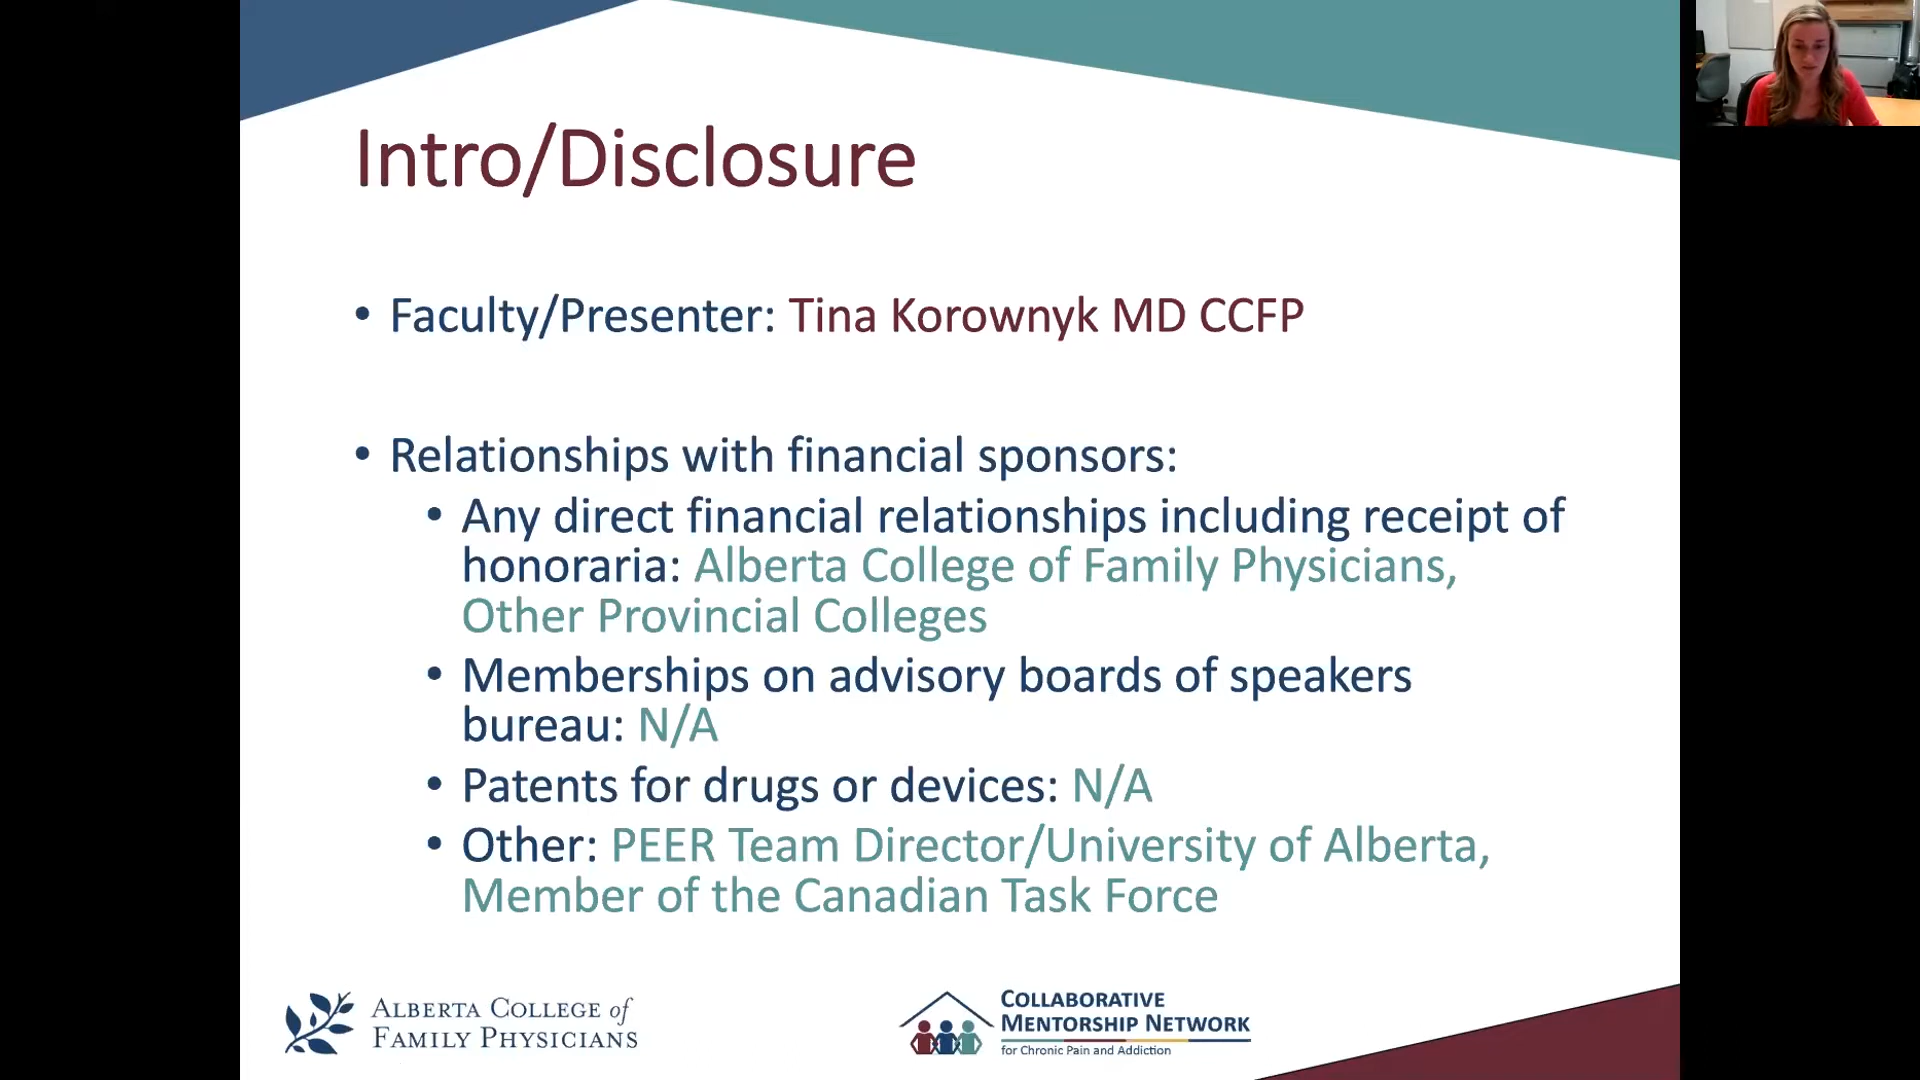 Intro/Disclosure
• Faculty/Presenter: Tina Korownyk MD CCFP
• Relationships with financial sponsors:
• Any direct financial relationships including receipt of
honoraria: Alberta College of Family Physicians,
Other Provincial Colleges
• Memberships on advisory boards of speakers
bureau: N/A
• Patents for drugs or devices: N/A
• Other: PEER Team Director/University of Alberta,
Member of the Canadian Task Force
ALBERTA COLLEGE of
FAMILY PHYSICIANS
COLLABORATIVE
MENTORSHIP NETWORK
for Chronic Pain and Addiction